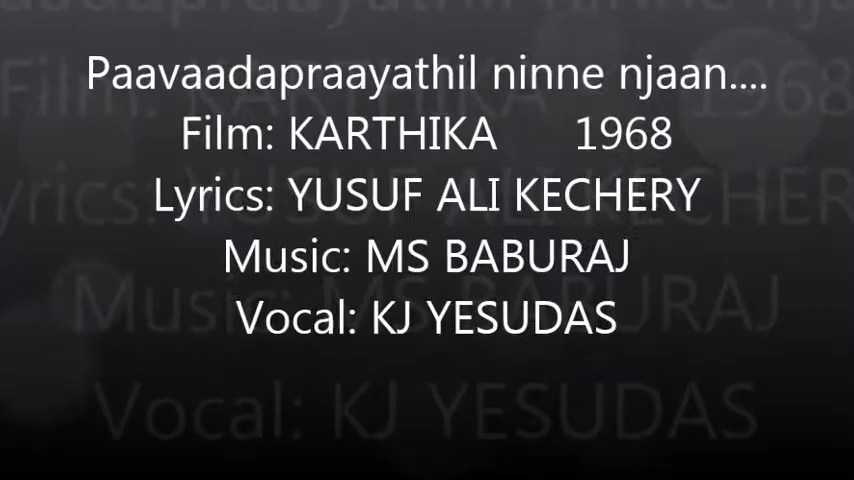 Paavaadapraayathil ninne njaan....
Film: KARTHIKA 1968
Lyrics: YUSUF ALI KECHERY
Music: MS BABURAJ
Vocal: KJ YESUDAS